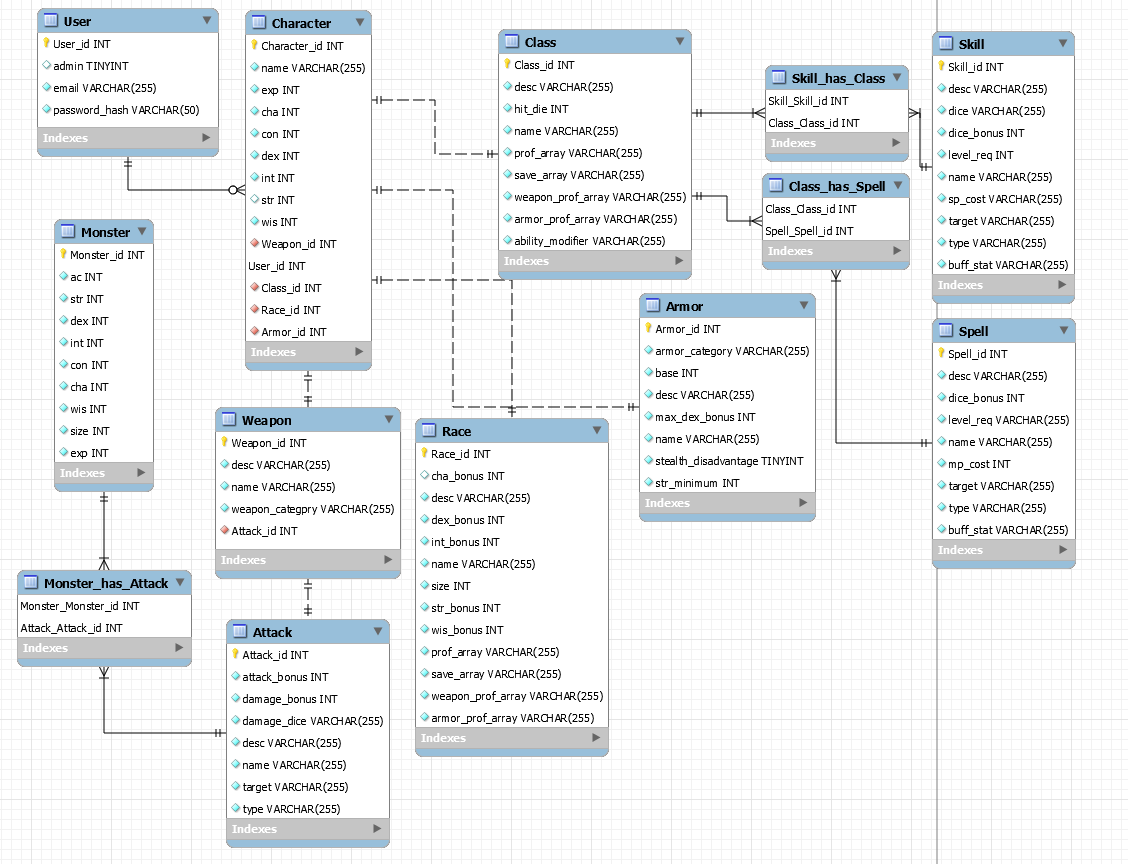 User
User_id INT
admin TINYINT
email VARCHAR(255)
password_hash VARCHAR(50)
Indexes
Character
Character_id INT
name VARCHAR(255)
exp INT
cha INT
con INT
dex INT
int INT
str INT
wis INT
Weapon_id INT
User_id INT
Class_id INT
Race_id INT
Armor_id INT
Indexes
Class
Class_id INT
desc VARCHAR(255)
hit_die INT
name VARCHAR(255)
prof_array VARCHAR(255)
save_array VARCHAR(255)
weapon_prof_array VARCHAR(255)
armor_prof_array VARCHAR(255)
ability_modifier VARCHAR(255)
Indexes
Skill_has_Class
Skill_Skill_id INT
Class_Class_id INT
Indexes
Class_has_Spell
Class_Class_id INT
Spell_Spell_id INT
Indexes
Skill
Skill_id INT
desc VARCHAR(255)
dice VARCHAR(255)
dice_bonus INT
level_req INT
name VARCHAR(255)
sp_cost VARCHAR(255)
target VARCHAR(255)
type VARCHAR(255)
buff_stat VARCHAR(255)
Indexes
Monster
Monster_id INT
ac INT
str INT
dex INT
int INT
con INT
cha INT
wis INT
size INT
exp INT
Indexes
Armor
Armor_id INT
armor_category VARCHAR(255)
base INT
desc VARCHAR(255)
max_dex_bonus INT
name VARCHAR(255)
stealth_disadvantage TINYINT
str_minimum INT
Indexes
Spell
Spell_id INT
desc VARCHAR(255)
dice_bonus INT
level_req VARCHAR(255)
name VARCHAR(255)
mp_cost INT
target VARCHAR(255)
type VARCHAR(255)
buff_stat VARCHAR(255)
Indexes
Weapon
Weapon_id INT
desc VARCHAR(255)
name VARCHAR(255)
weapon_categpry VARCHAR(255)
Attack_id INT
Indexes
Race
Race_id INT
cha_bonus INT
desc VARCHAR(255)
dex_bonus INT
int_bonus INT
name VARCHAR(255)
size INT
str_bonus INT
wis_bonus INT
prof_array VARCHAR(255)
save_array VARCHAR(255)
weapon_prof_array VARCHAR(255)
armor_prof_array VARCHAR(255)
Indexes
Monster_has_Attack
Monster_Monster_id INT
Attack_Attack_id INT
Indexes
Attack
Attack_id INT
attack_bonus INT
damage_bonus INT
damage_dice VARCHAR(255)
desc VARCHAR(255)
name VARCHAR(255)
target VARCHAR(255)
type VARCHAR(255)
Indexes